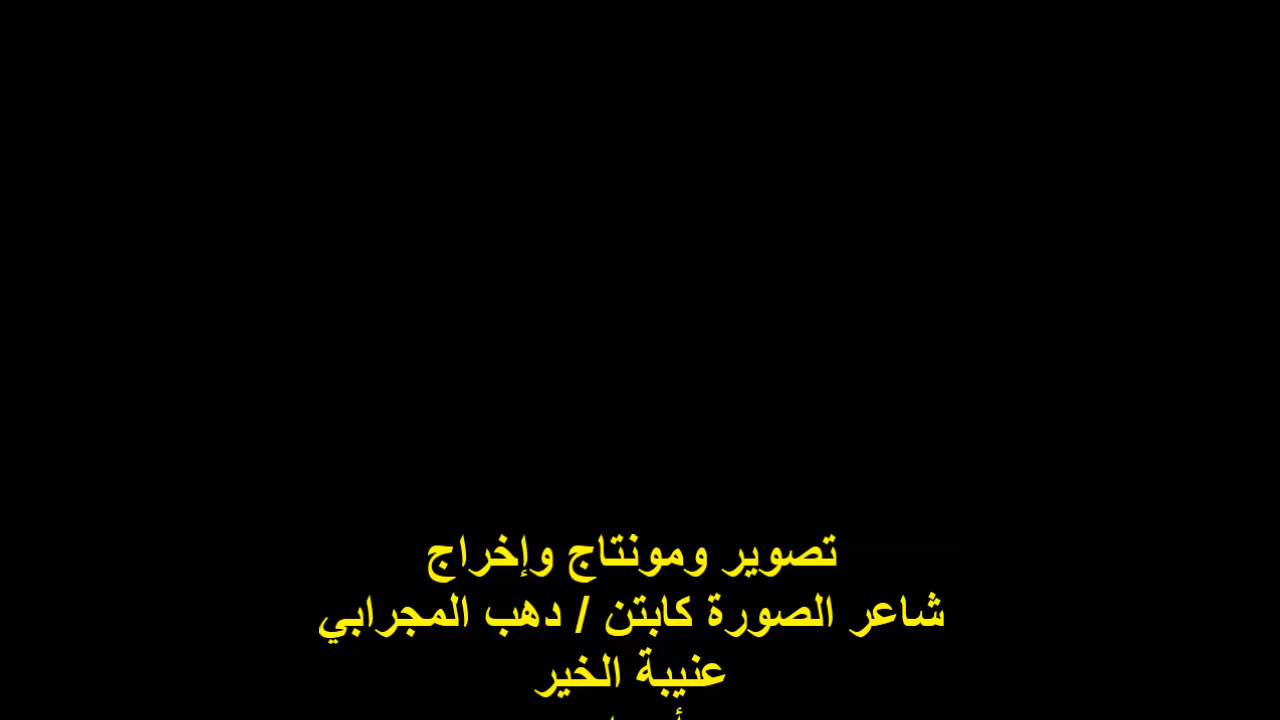 تصوير ومونتاج وإخراج
شاعر الصورة كابتن / دهب المجرابي
عنيبة الخير